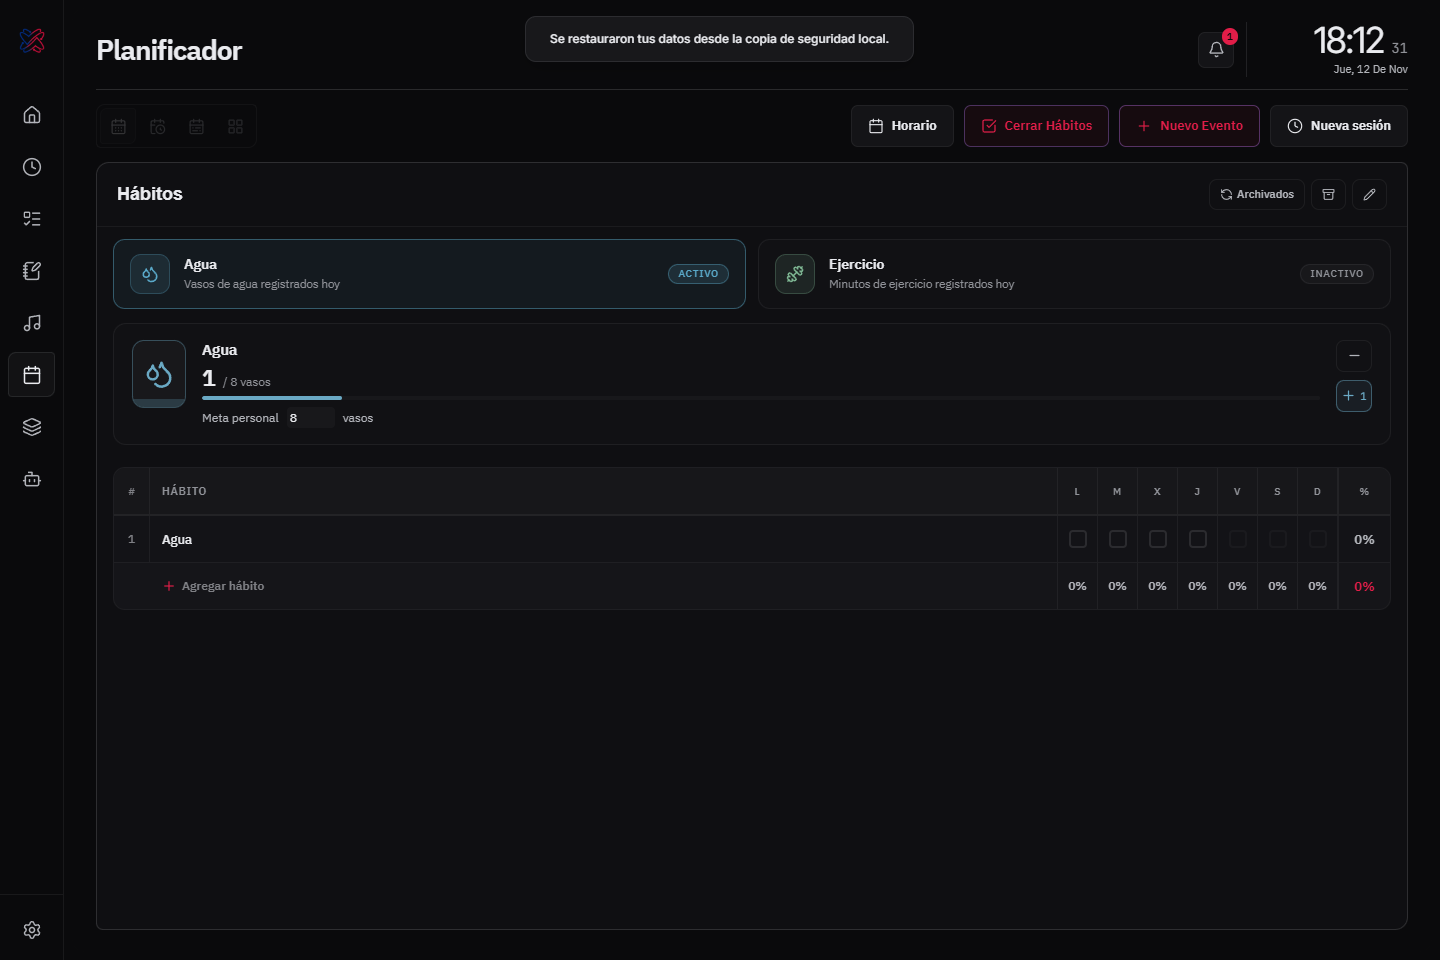 Planificador
Se restauraron tus datos desde la copia de seguridad local.
1
18:12 31
Jue, 12 De Nov
Horario
Cerrar Hábitos
Nuevo Evento
Nueva sesión
Hábitos
Archivados
Agua
Vasos de agua registrados hoy
ACTIVO
Ejercicio
Minutos de ejercicio registrados hoy
INACTIVO
Agua
1 / 8 vasos
Meta personal 8 vasos
+ 1
# HÁBITO L M X J V S D %
1 Agua 0%
+ Agregar hábito 0% 0% 0% 0% 0% 0% 0% 0%